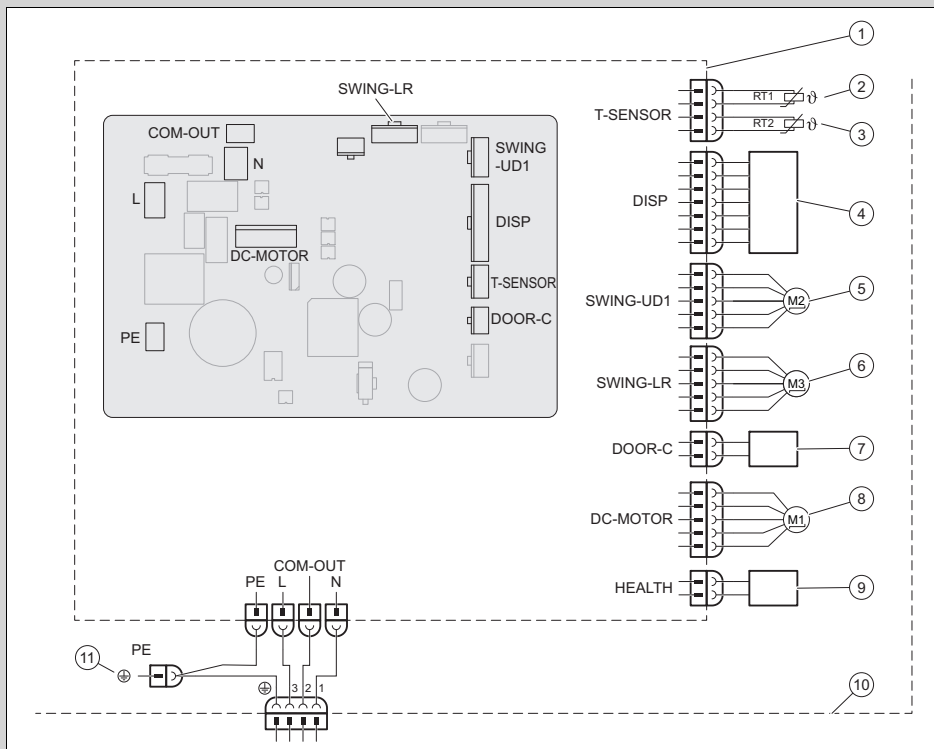 SWING-LR
COM-OUT
N
L
SWING
-UD1
DISP
DC-MOTOR
T-SENSOR
DOOR-C
PE
T-SENSOR
RT1
ϑ
RT2
ϑ
DISP
SWING-UD1
M2
SWING-LR
M3
DOOR-C
DC-MOTOR
M1
HEALTH
1
2
3
4
5
6
7
8
9
10
COM-OUT
PE L N
11
PE
3 2 1